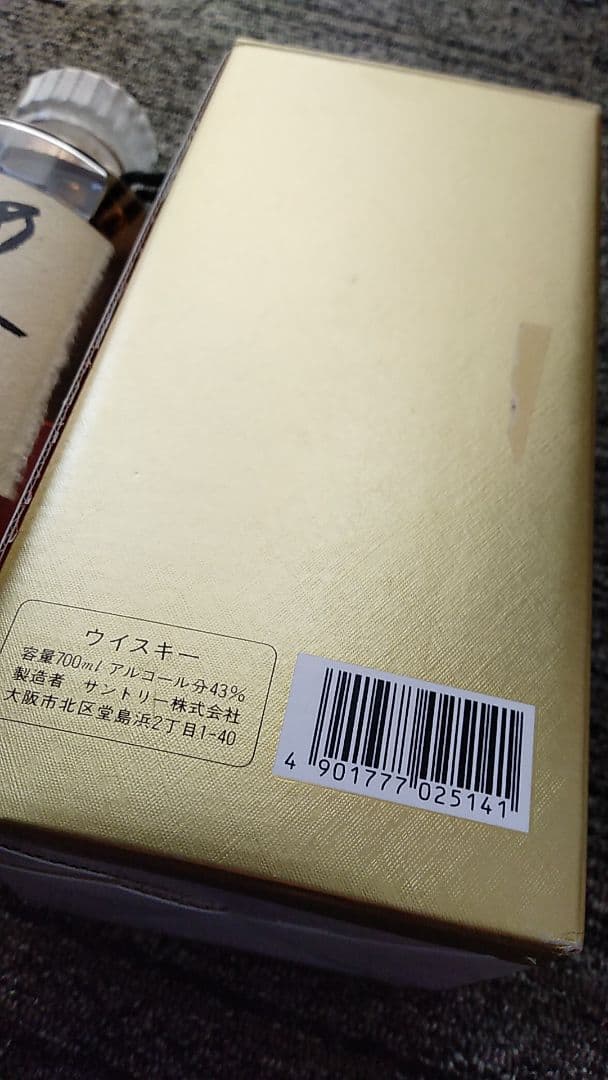 ウイスキー
容量700ml アルコール分43%
製造者 サントリー株式会社
大阪市北区堂島浜2丁目1-40
4 901777 025141